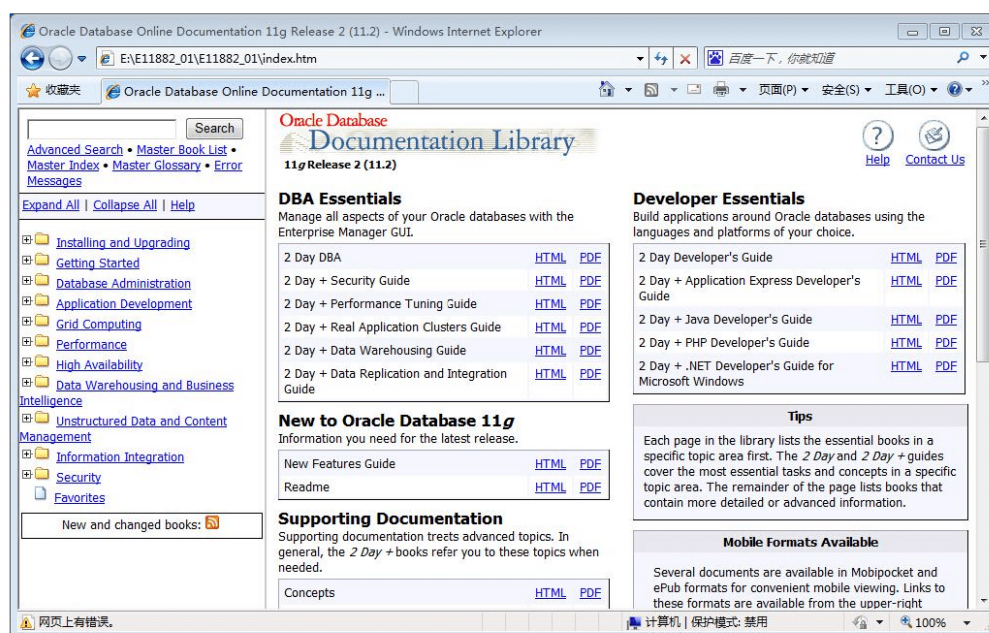 Oracle Database Online Documentation 11g Release 2 (11.2) - Windows Internet Explorer
E:\E11882_01\E11882_01\index.htm
百度一下，你就知道
收藏夹
Oracle Database Online Documentation 11g ...
页面(P)
安全(S)
工具(O)
Search
Advanced Search • Master Book List •
Master Index • Master Glossary • Error
Messages
Expand All | Collapse All | Help
Installing and Upgrading
Getting Started
Database Administration
Application Development
Grid Computing
Performance
High Availability
Data Warehousing and Business
Intelligence
Unstructured Data and Content
Management
Information Integration
Security
Favorites
New and changed books:
Oracle Database
Documentation Library
11g Release 2 (11.2)
Help
Contact Us
DBA Essentials
Manage all aspects of your Oracle databases with the
Enterprise Manager GUI.
2 Day DBA HTML PDF
2 Day + Security Guide HTML PDF
2 Day + Performance Tuning Guide HTML PDF
2 Day + Real Application Clusters Guide HTML PDF
2 Day + Data Warehousing Guide HTML PDF
2 Day + Data Replication and Integration HTML PDF
Guide
New to Oracle Database 11g
Information you need for the latest release.
New Features Guide HTML PDF
Readme HTML PDF
Supporting Documentation
Supporting documentation treats advanced topics. In
general, the 2 Day + books refer you to these topics when
needed.
Concepts HTML PDF
Developer Essentials
Build applications around Oracle databases using the
languages and platforms of your choice.
2 Day Developer's Guide HTML PDF
2 Day + Application Express Developer's HTML PDF
Guide
2 Day + Java Developer's Guide HTML PDF
2 Day + PHP Developer's Guide HTML PDF
2 Day + .NET Developer's Guide for HTML PDF
Microsoft Windows
Tips
Each page in the library lists the essential books in a
specific topic area first. The 2 Day and 2 Day + guides
cover the most essential tasks and concepts in a specific
topic area. The remainder of the page lists books that
contain more detailed or advanced information.
Mobile Formats Available
Several documents are available in Mobipocket and
ePub formats for convenient mobile viewing. Links to
these formats are available from the upper-right
网页上有错误。
计算机 | 保护模式: 禁用
100%